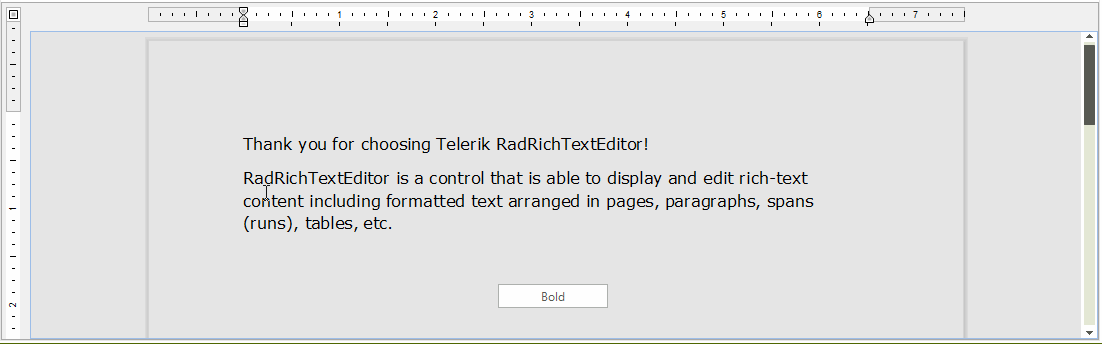 1 2 3 4 5 6 7
1
2
Thank you for choosing Telerik RadRichTextEditor!
RadRichTextEditor is a control that is able to display and edit rich-text
content including formatted text arranged in pages, paragraphs, spans
(runs), tables, etc.
Bold